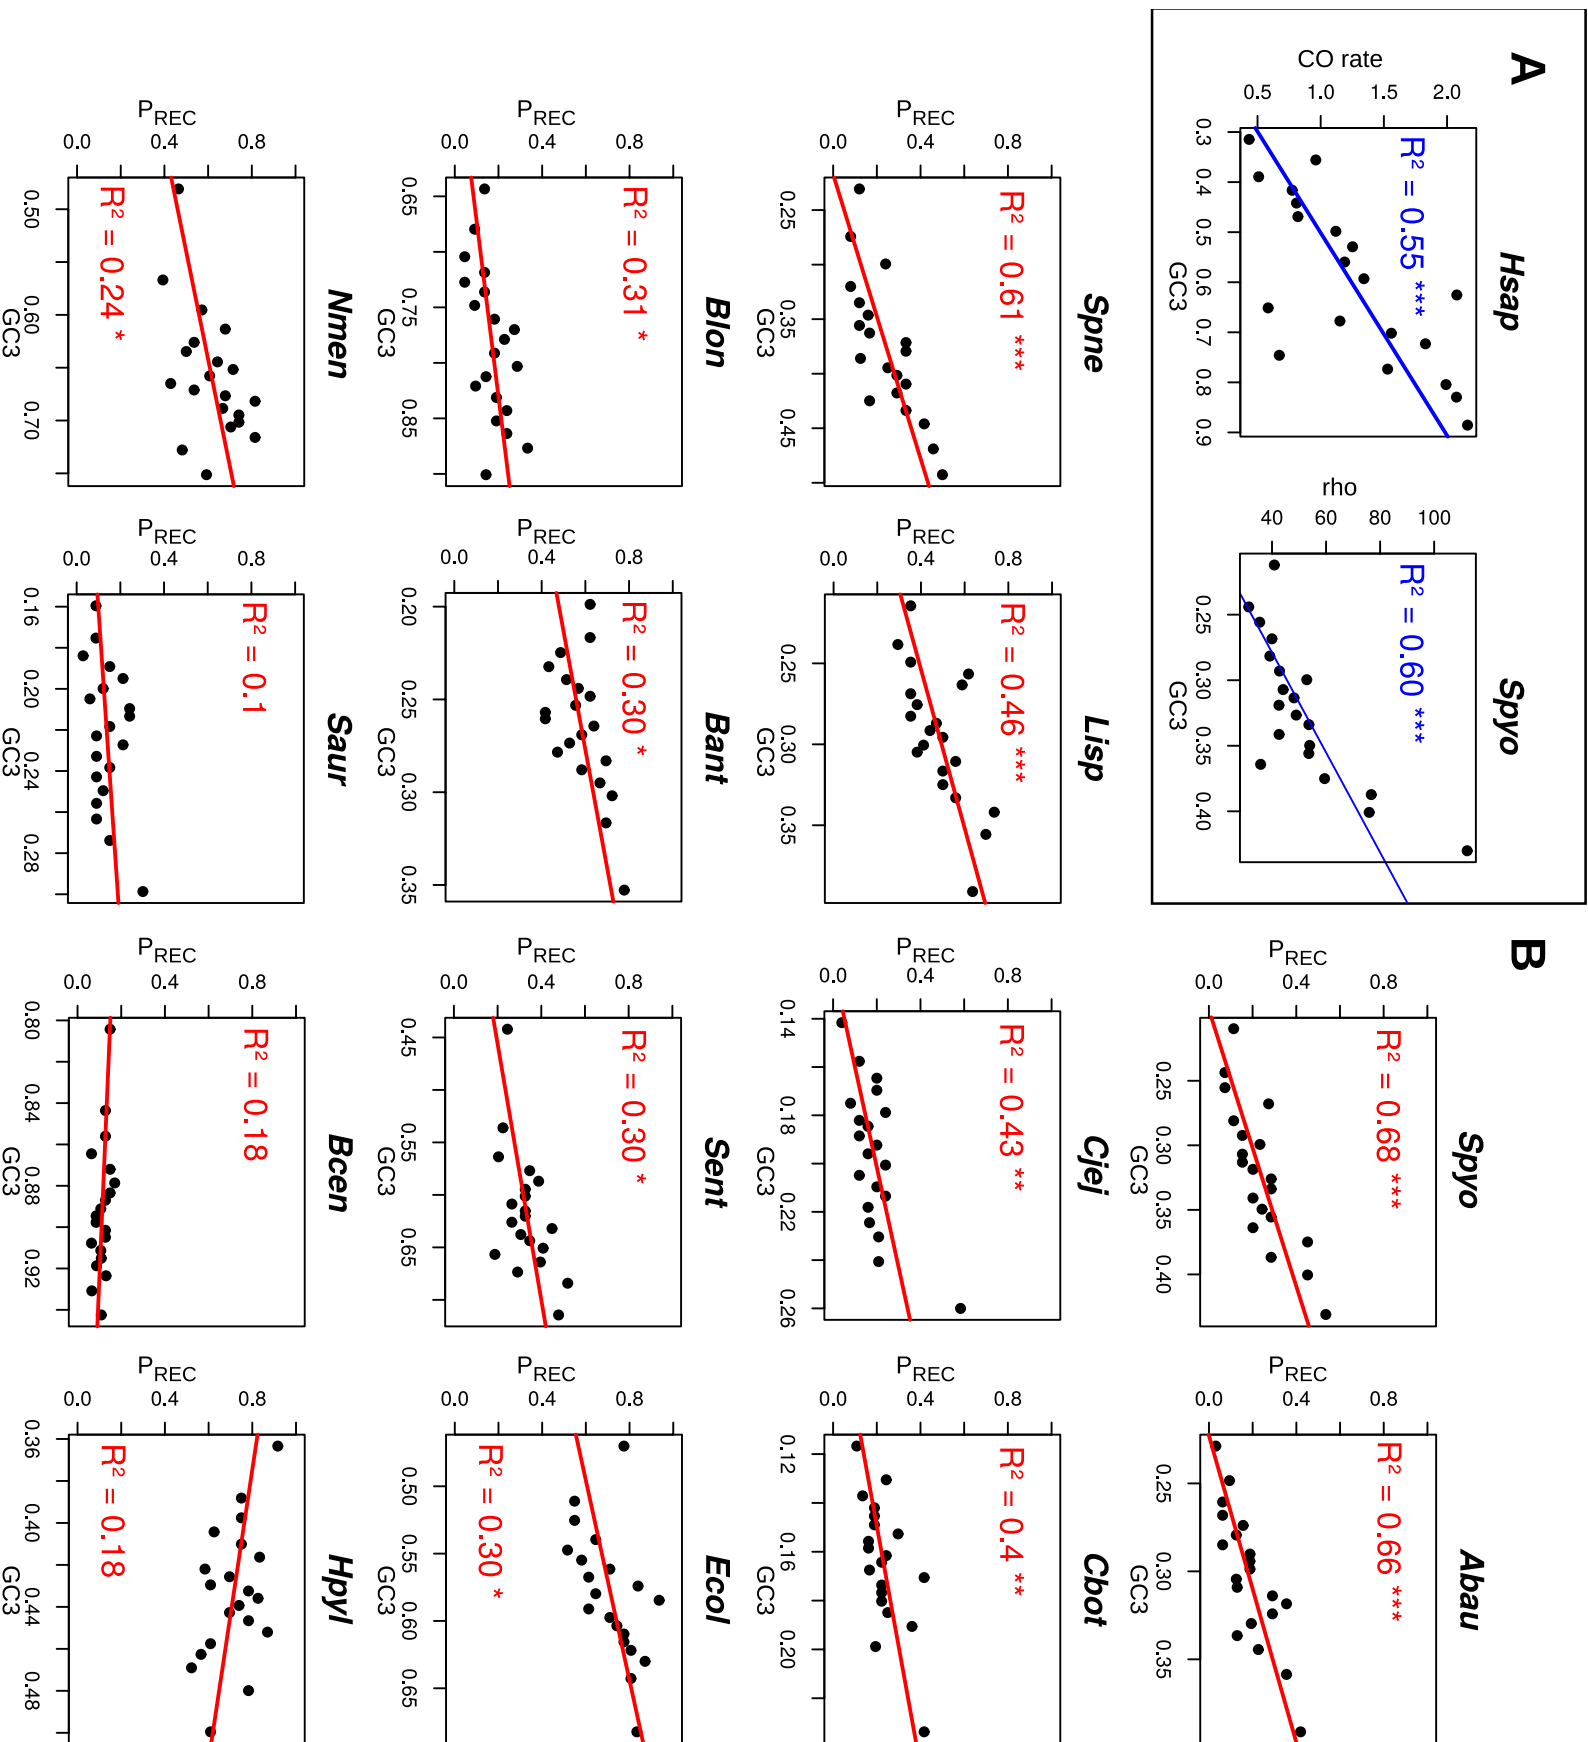 A
Hsap
CO rate
0.5 1.0 1.5 2.0
R² = 0.55 ***
0.3 0.4 0.5 0.6 0.7 0.8 0.9
GC3
Spyo
rho
40 60 80 100
R² = 0.60 ***
0.25 0.30 0.35 0.40
GC3
B
Spyo
PREC
0.0 0.4 0.8
R² = 0.68 ***
0.25 0.30 0.35 0.40
GC3
Abau
PREC
0.0 0.4 0.8
R² = 0.66 ***
0.25 0.30 0.35
GC3
Spne
PREC
0.0 0.4 0.8
R² = 0.61 ***
0.25 0.35 0.45
GC3
Lisp
PREC
0.0 0.4 0.8
R² = 0.46 ***
0.25 0.30 0.35
GC3
Cjej
PREC
0.0 0.4 0.8
R² = 0.43 **
0.14 0.18 0.22 0.26
GC3
Cbot
PREC
0.0 0.4 0.8
R² = 0.4 **
0.12 0.16 0.20
GC3
Blon
PREC
0.0 0.4 0.8
R² = 0.31 *
0.65 0.75 0.85
GC3
Bant
PREC
0.0 0.4 0.8
R² = 0.30 *
0.20 0.25 0.30 0.35
GC3
Sent
PREC
0.0 0.4 0.8
R² = 0.30 *
0.45 0.55 0.65
GC3
Ecol
PREC
0.0 0.4 0.8
R² = 0.30 *
0.50 0.55 0.60 0.65
GC3
Nmen
PREC
0.0 0.4 0.8
R² = 0.24 *
0.50 0.60 0.70
GC3
Saur
PREC
0.0 0.4 0.8
R² = 0.1
0.16 0.20 0.24 0.28
GC3
Bcen
PREC
0.0 0.4 0.8
R² = 0.18
0.80 0.84 0.88 0.92
GC3
Hpyl
PREC
0.0 0.4 0.8
R² = 0.18
0.36 0.40 0.44 0.48
GC3